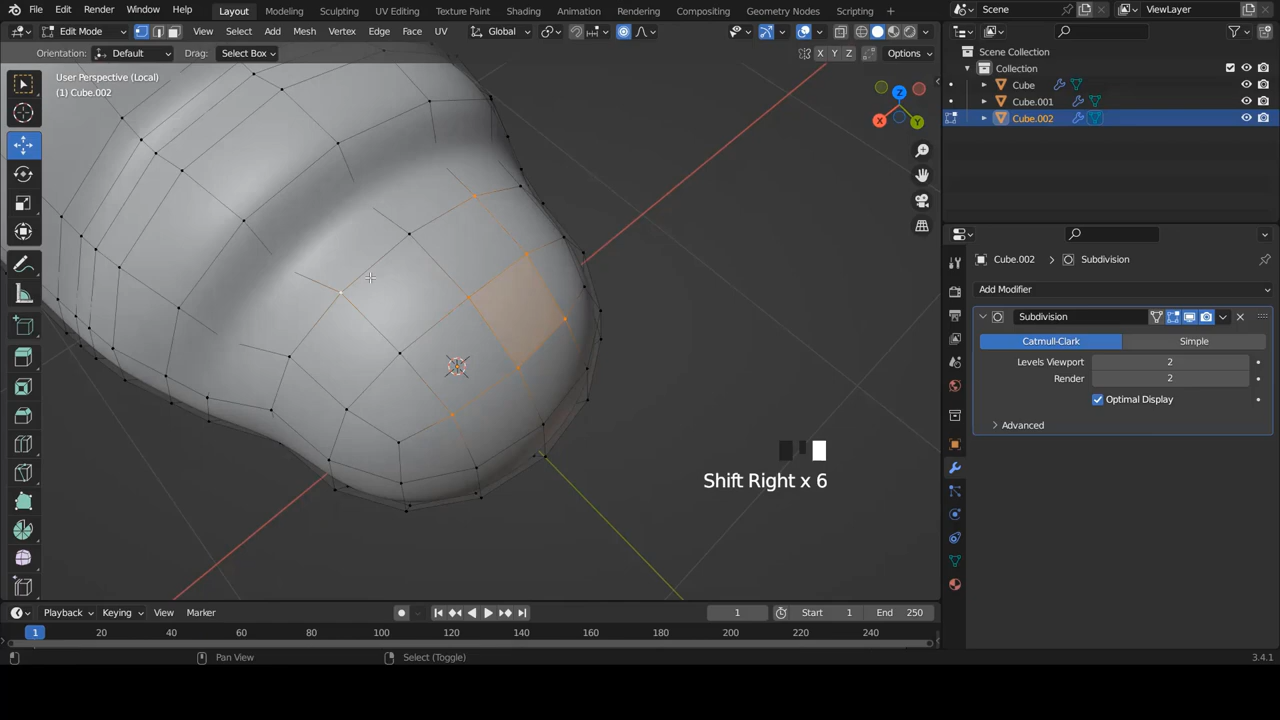 File Edit Render Window Help Layout Modeling Sculpting UV Editing Texture Paint Shading Animation Rendering Compositing Geometry Nodes Scripting + Scene ViewLayer
Edit Mode View Select Add Mesh Vertex Edge Face UV Global
Orientation: Default Drag: Select Box X Y Z Options
User Perspective (Local)
(1) Cube.002
Z
X
Y
Scene Collection
Collection
Cube
Cube.001
Cube.002
Cube.002 > Subdivision
Add Modifier
Subdivision
Catmull-Clark Simple
Levels Viewport 2
Render 2
Optimal Display
Advanced
Shift Right x 6
Playback Keying View Marker 1 Start 1 End 250
1 20 40 60 80 100 120 140 160 180 200 220 240
Pan View Select (Toggle) 3.4.1